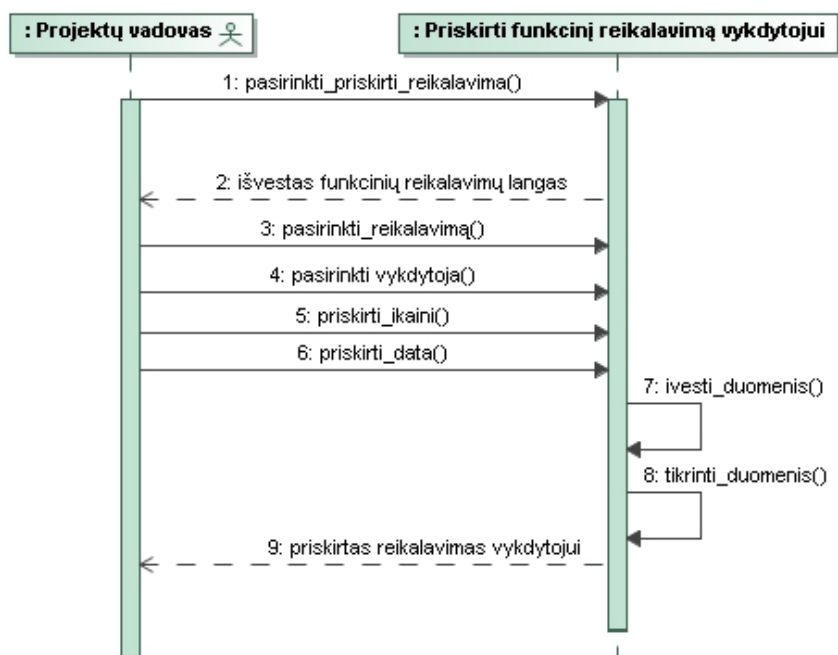 : Projektų vadovas
: Priskirti funkcinį reikalavimą vykdytojui
1: pasirinkti_priskirti_reikalavima()
2: išvestas funkcinių reikalavimų langas
3: pasirinkti_reikalavimą()
4: pasirinkti vykdytoja()
5: priskirti_ikaini()
6: priskirti_data()
7: ivesti_duomenis()
8: tikrinti_duomenis()
9: priskirtas reikalavimas vykdytojui